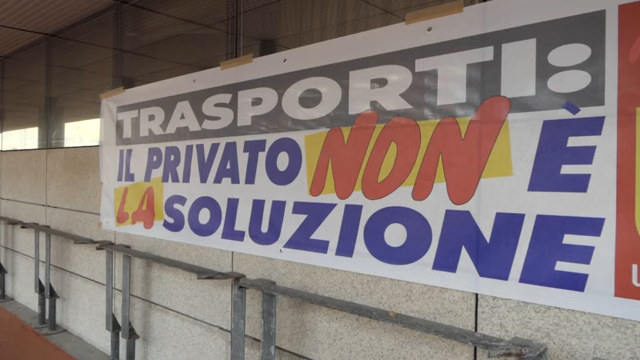 TRASPORTI:
IL PRIVATO NON È
LA SOLUZIONE